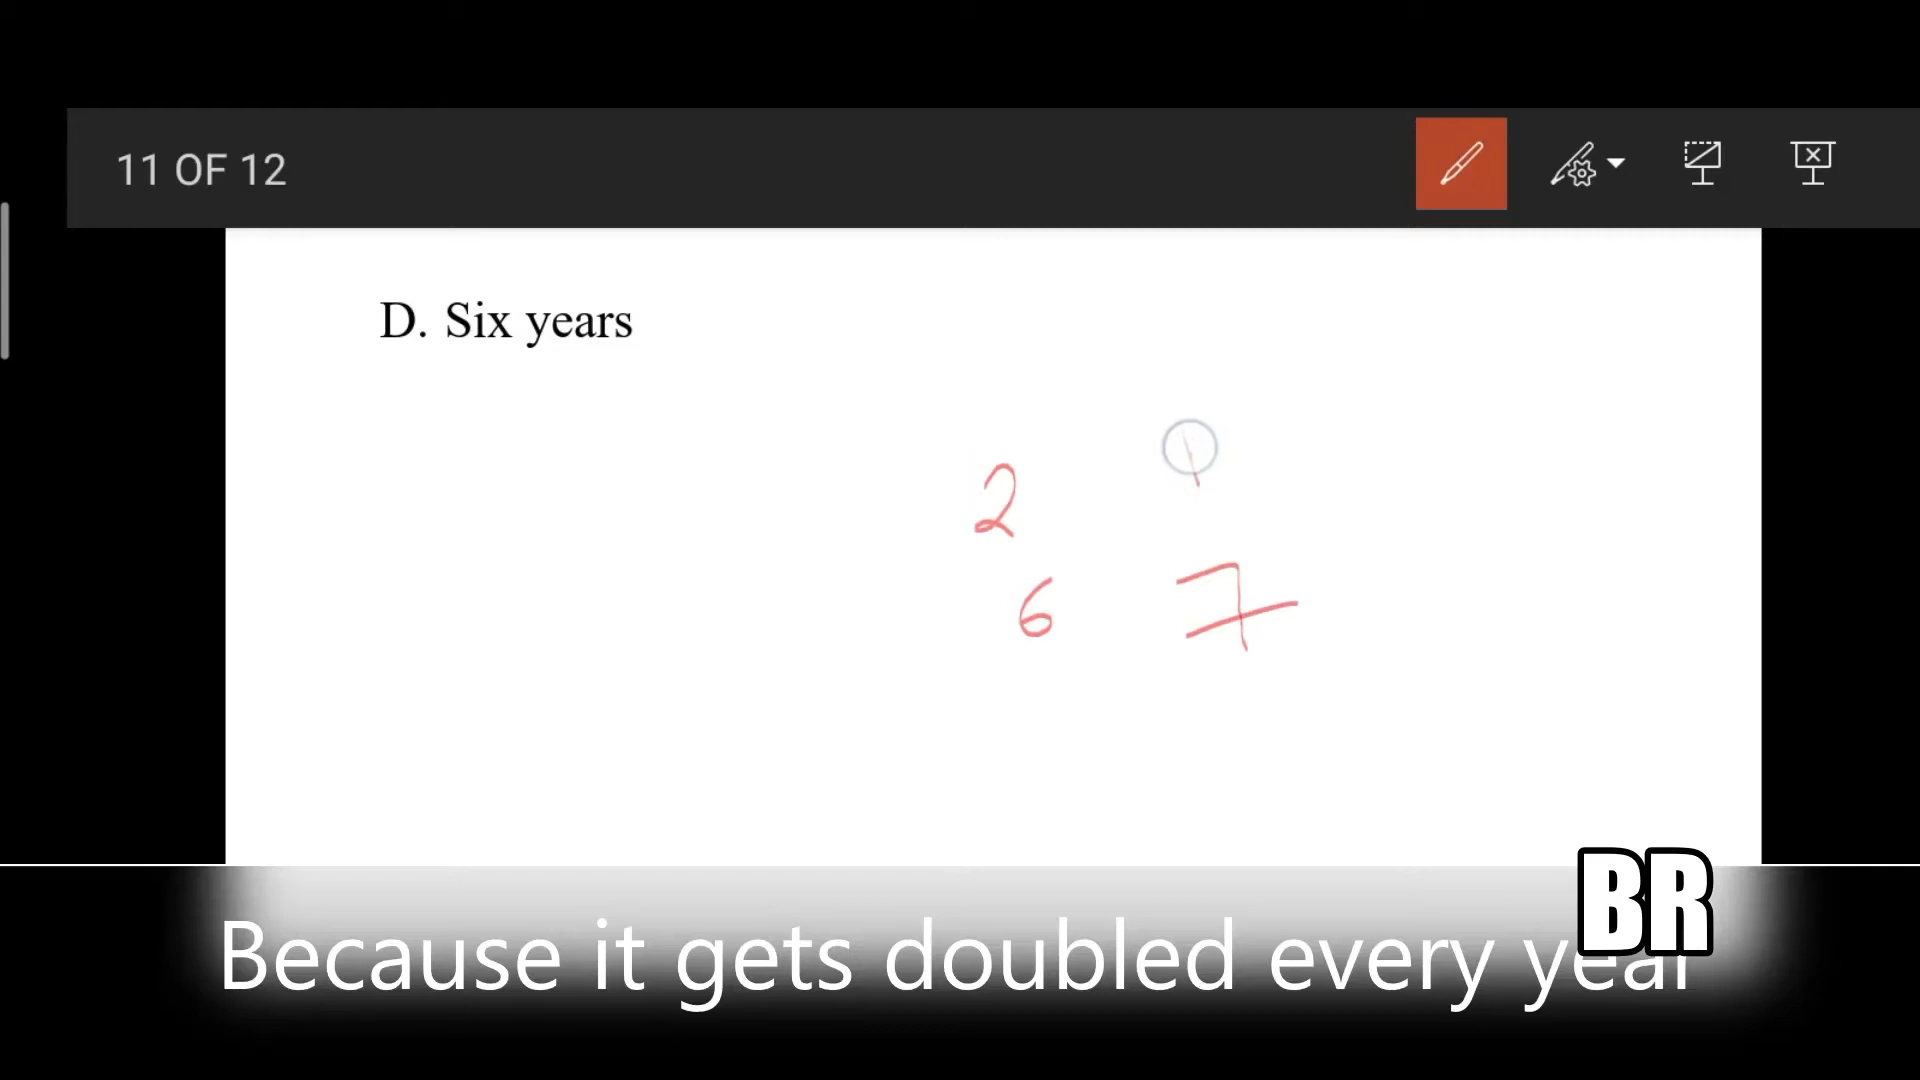 11 OF 12
D. Six years
2
6 7
BR
Because it gets doubled every year